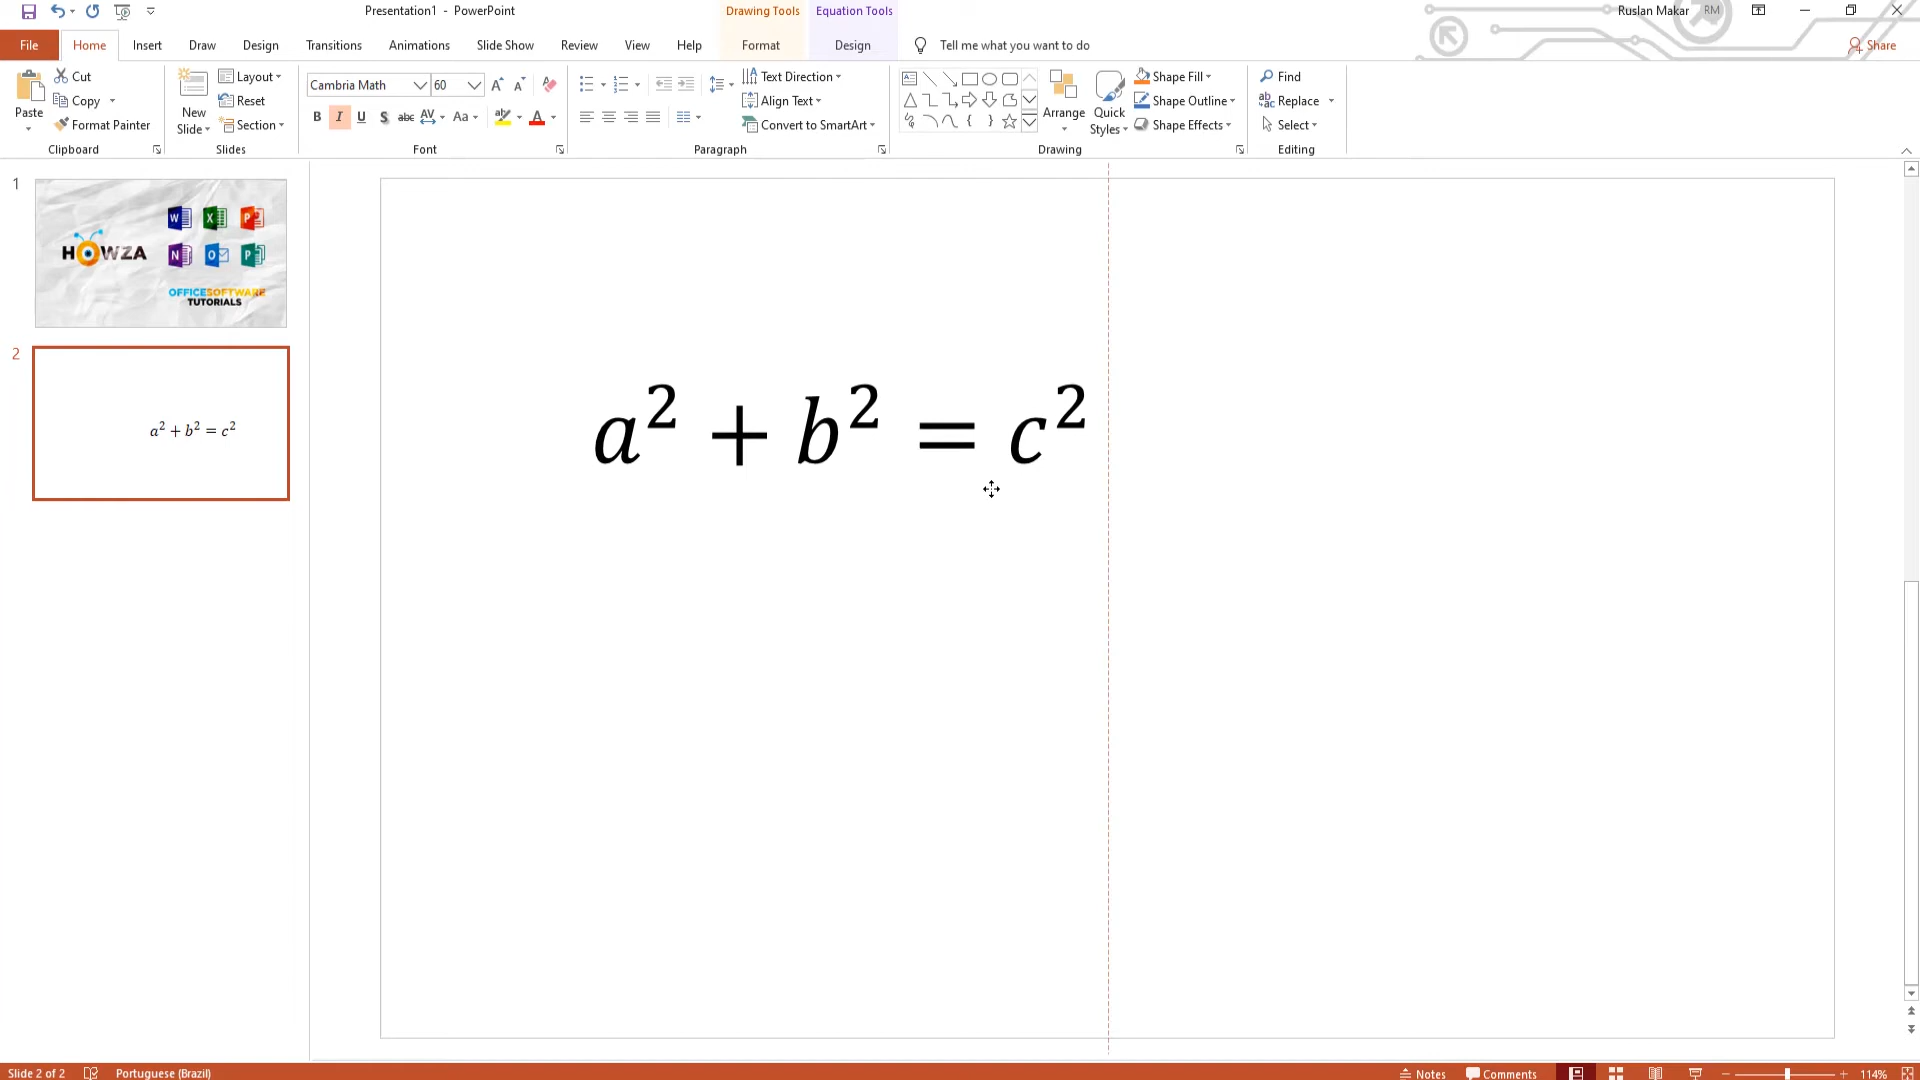 Presentation1 - PowerPoint
Drawing Tools
Equation Tools
Ruslan Makar RM
File Home Insert Draw Design Transitions Animations Slide Show Review View Help Format Design Tell me what you want to do Share
Paste
Cut
Copy
Format Painter
Clipboard
New Slide
Layout
Reset
Section
Slides
Cambria Math 60
B I U S abc AV Aa A
Font
Text Direction
Align Text
Convert to SmartArt
Paragraph
Arrange
Quick Styles
Shape Fill
Shape Outline
Shape Effects
Drawing
Find
Replace
Select
Editing
1
HOWZA
W X P
N O P
OFFICESOFTWARE
TUTORIALS
2
a² + b² = c²
a² + b² = c²
Slide 2 of 2 Portuguese (Brazil) Notes Comments 114%